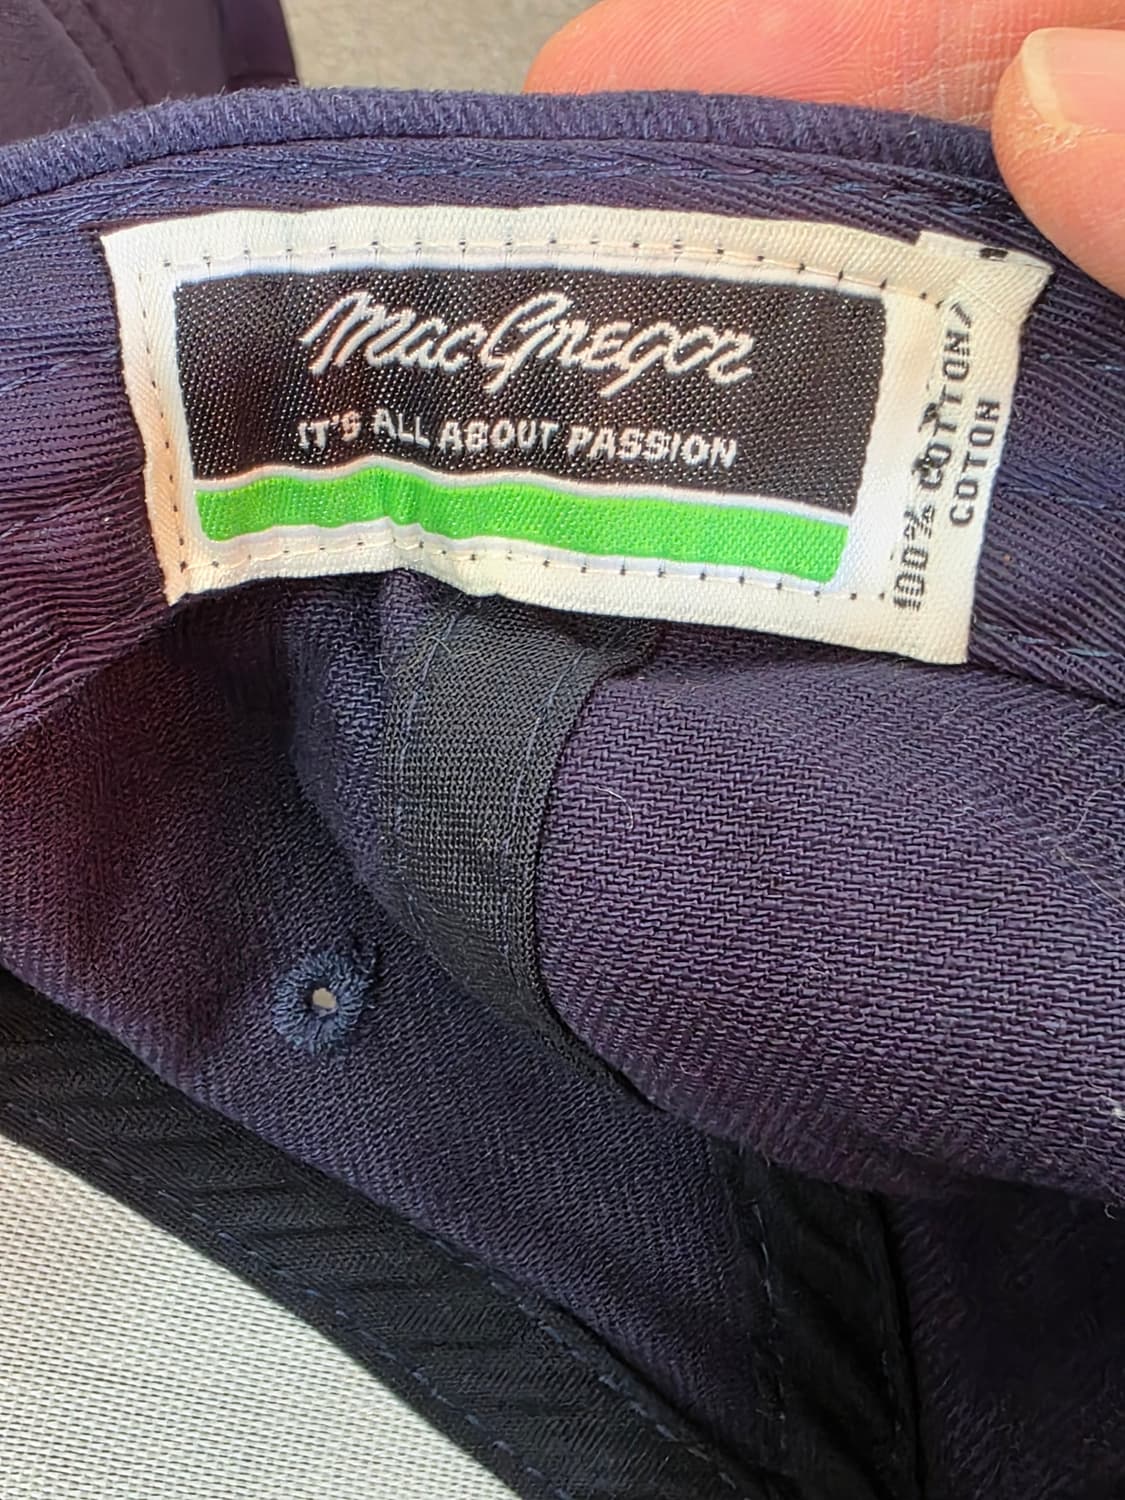 MacGregor
IT'S ALL ABOUT PASSION
100% COTTON/
COTON